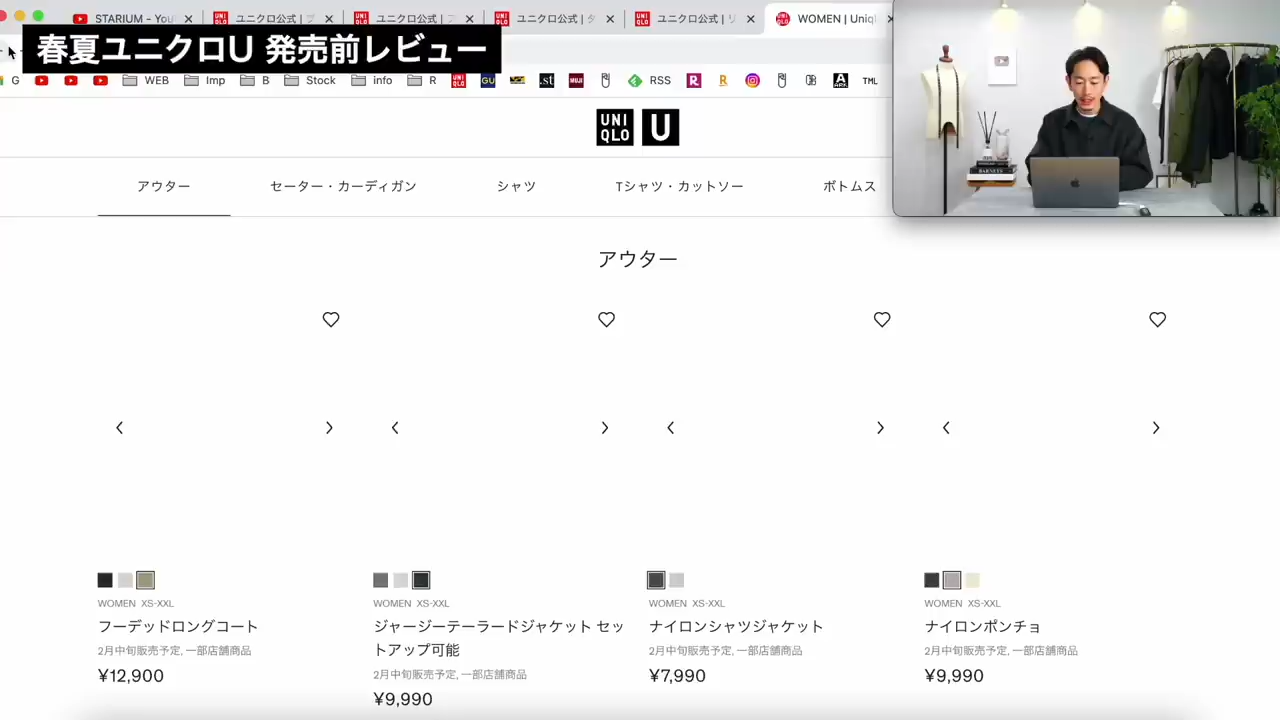 STARIUM - You
ユニクロ公式 | フ
ユニクロ公式 | フ
ユニクロ公式 | タ
ユニクロ公式 | リ
WOMEN | Uniql
春夏ユニクロU 発売前レビュー
G
WEB
Imp
B
Stock
info
R
UNI QLO
GU
.st
MUJI
RSS
R
R
A
TML
UNI
QLO
U
アウター
セーター・カーディガン
シャツ
Tシャツ・カットソー
ボトムス
BARNEYS
アウター
WOMEN XS-XXL
フーデッドロングコート
2月中旬販売予定, 一部店舗商品
¥12,900
WOMEN XS-XXL
ジャージーテーラードジャケット セッ
トアップ可能
2月中旬販売予定, 一部店舗商品
¥9,990
WOMEN XS-XXL
ナイロンシャツジャケット
2月中旬販売予定, 一部店舗商品
¥7,990
WOMEN XS-XXL
ナイロンポンチョ
2月中旬販売予定, 一部店舗商品
¥9,990